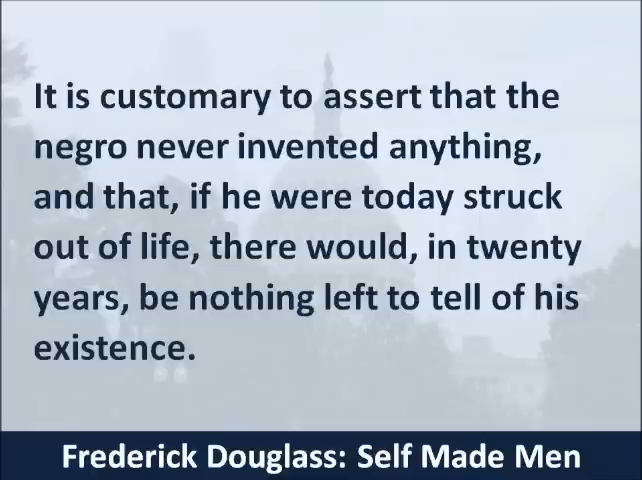 It is customary to assert that the
negro never invented anything,
and that, if he were today struck
out of life, there would, in twenty
years, be nothing left to tell of his
existence.
Frederick Douglass: Self Made Men